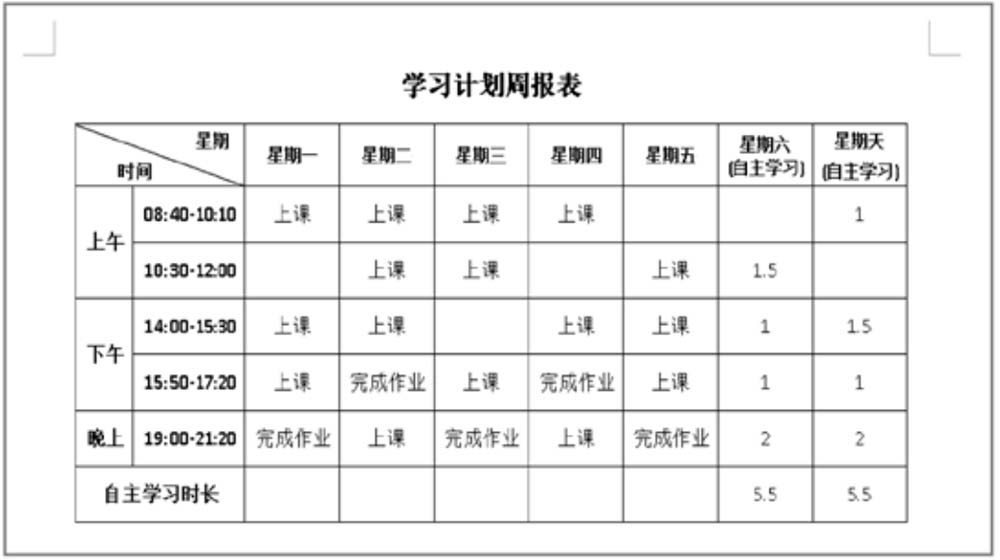 学习计划周报表
星期
时间
星期一 星期二 星期三 星期四 星期五 星期六 (自主学习) 星期天 (自主学习)
上午
08:40-10:10 上课 上课 上课 上课 1
10:30-12:00 上课 上课 上课 1.5
下午
14:00-15:30 上课 上课 上课 上课 1 1.5
15:50-17:20 上课 完成作业 上课 完成作业 上课 1 1
晚上 19:00-21:20 完成作业 上课 完成作业 上课 完成作业 2 2
自主学习时长 5.5 5.5